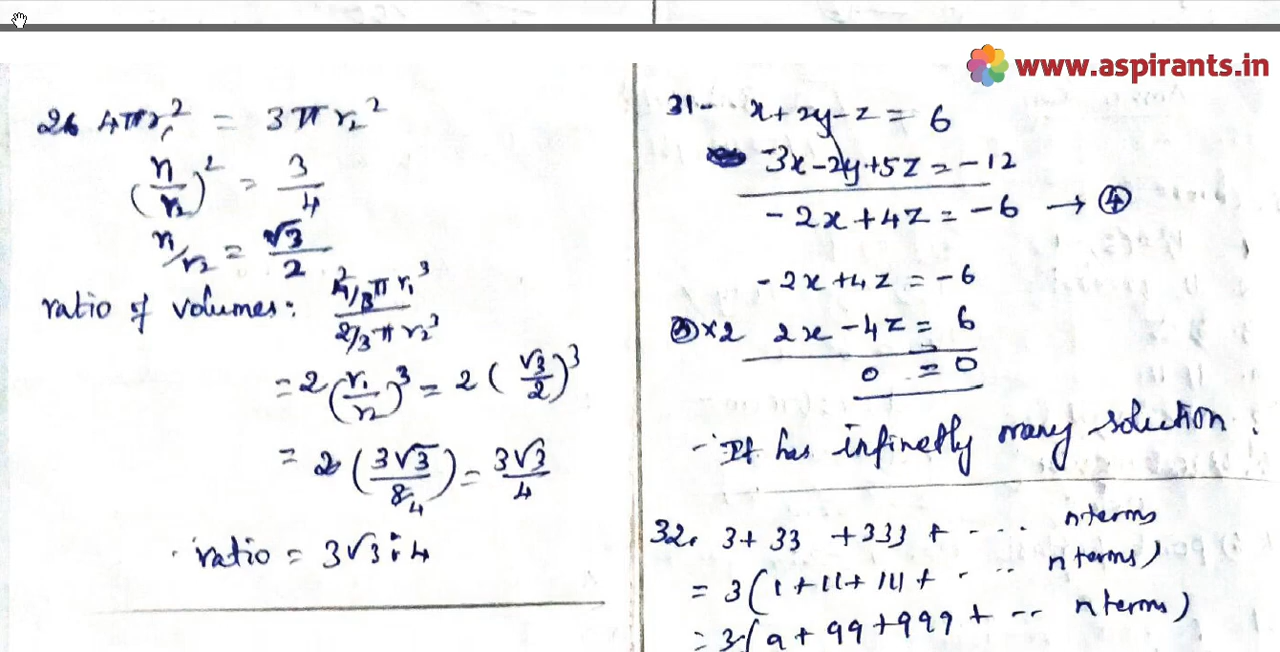 www.aspirants.in
26 4πr₁² = 3πr₂²
(r₁/r₂)² = 3/4
r₁/r₂ = √3/2
ratio of volumes: 4/3 πr₁³ / 2/3 πr₂³
= 2(r₁/r₂)³ = 2(√3/2)³
= 2(3√3/8) = 3√3/4
ratio = 3√3 : 4
31- x+2y-z = 6
-3x-2y+5z = -12
-2x+4z = -6 → ④
-2x+4z = -6
×2 2x-4z = 6
0 = 0
It has infinetly many solution.
32. 3+33+333+ ... n terms
= 3(1+11+111+ ... n terms)
= 3 (9+99+999+ ... n terms)